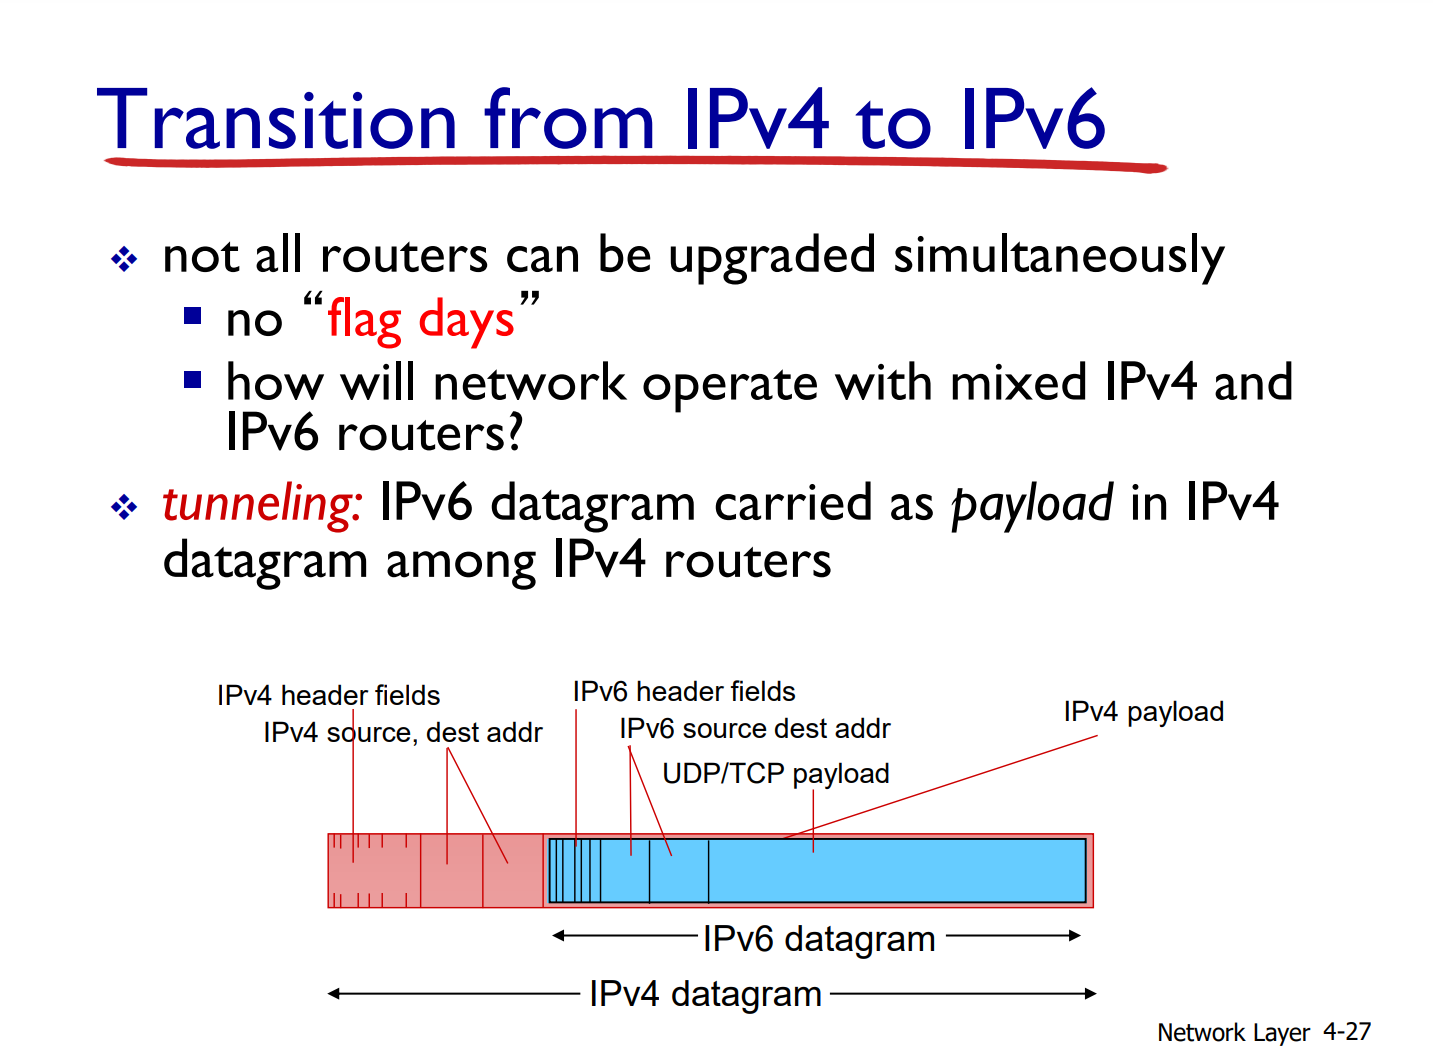 Transition from IPv4 to IPv6
not all routers can be upgraded simultaneously
no “flag days”
how will network operate with mixed IPv4 and
IPv6 routers?
tunneling: IPv6 datagram carried as payload in IPv4
datagram among IPv4 routers
IPv4 header fields
IPv4 source, dest addr
IPv6 header fields
IPv6 source dest addr
UDP/TCP payload
IPv4 payload
IPv6 datagram
IPv4 datagram
Network Layer 4-27